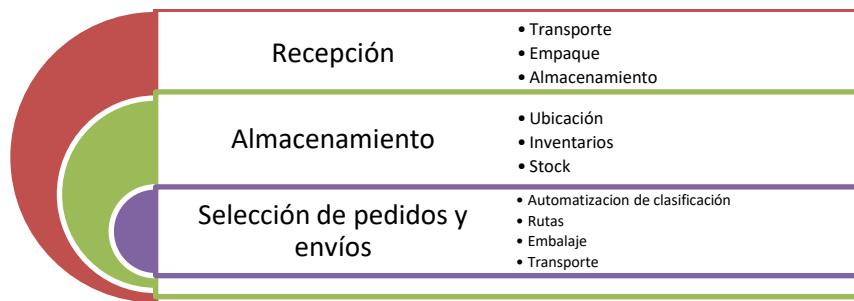 Recepción
• Transporte
• Empaque
• Almacenamiento
Almacenamiento
• Ubicación
• Inventarios
• Stock
Selección de pedidos y
envíos
• Automatizacion de clasificación
• Rutas
• Embalaje
• Transporte